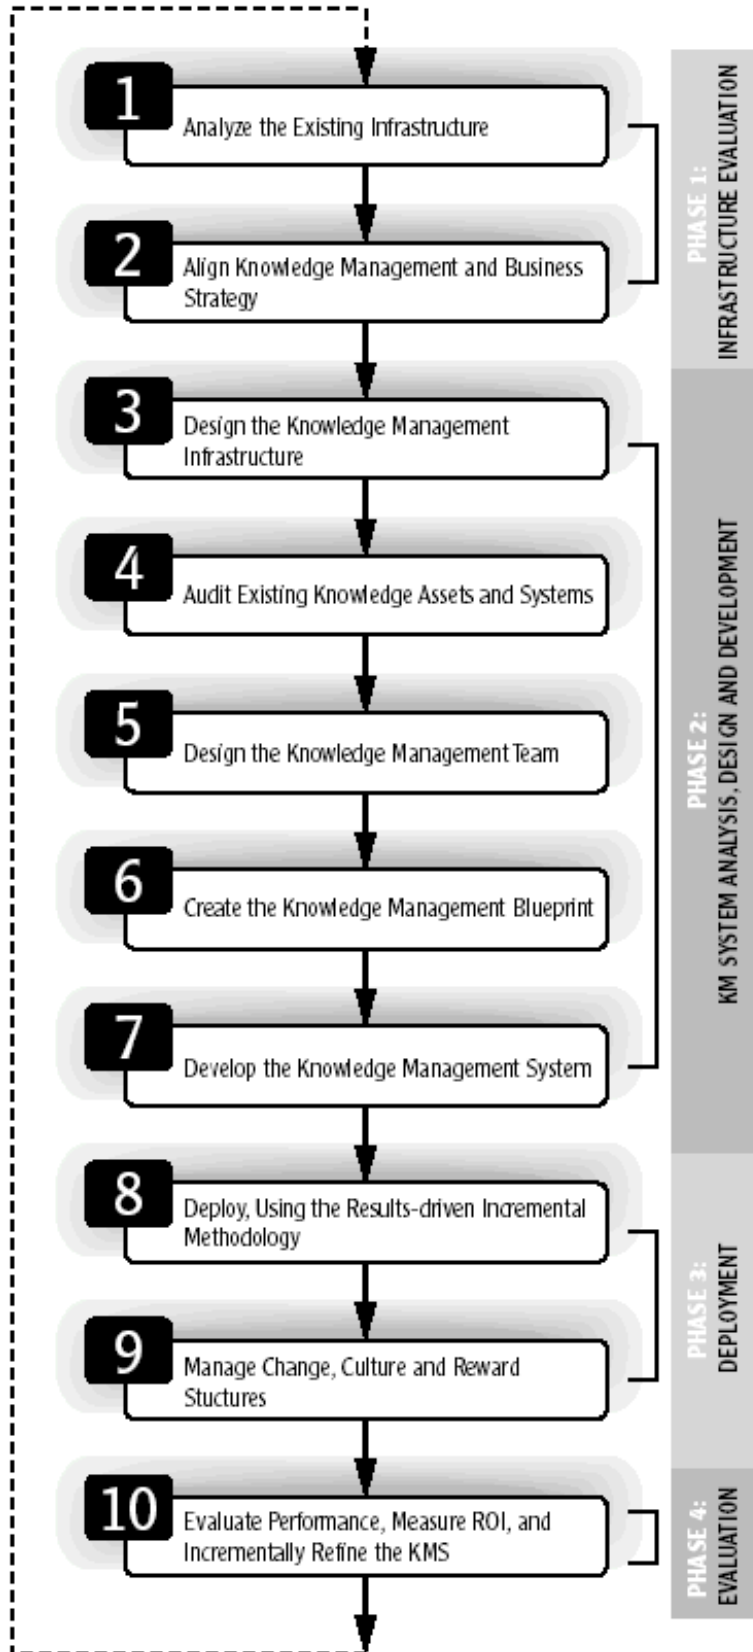 1
Analyze the Existing Infrastructure
2
Align Knowledge Management and Business
Strategy
PHASE 1:
INFRASTRUCTURE EVALUATION
3
Design the Knowledge Management
Infrastructure
4
Audit Existing Knowledge Assets and Systems
5
Design the Knowledge Management Team
6
Create the Knowledge Management Blueprint
7
Develop the Knowledge Management System
PHASE 2:
KM SYSTEM ANALYSIS, DESIGN AND DEVELOPMENT
8
Deploy, Using the Results-driven Incremental
Methodology
9
Manage Change, Culture and Reward
Stuctures
PHASE 3:
DEPLOYMENT
10
Evaluate Performance, Measure ROI, and
Incrementally Refine the KMS
PHASE 4:
EVALUATION